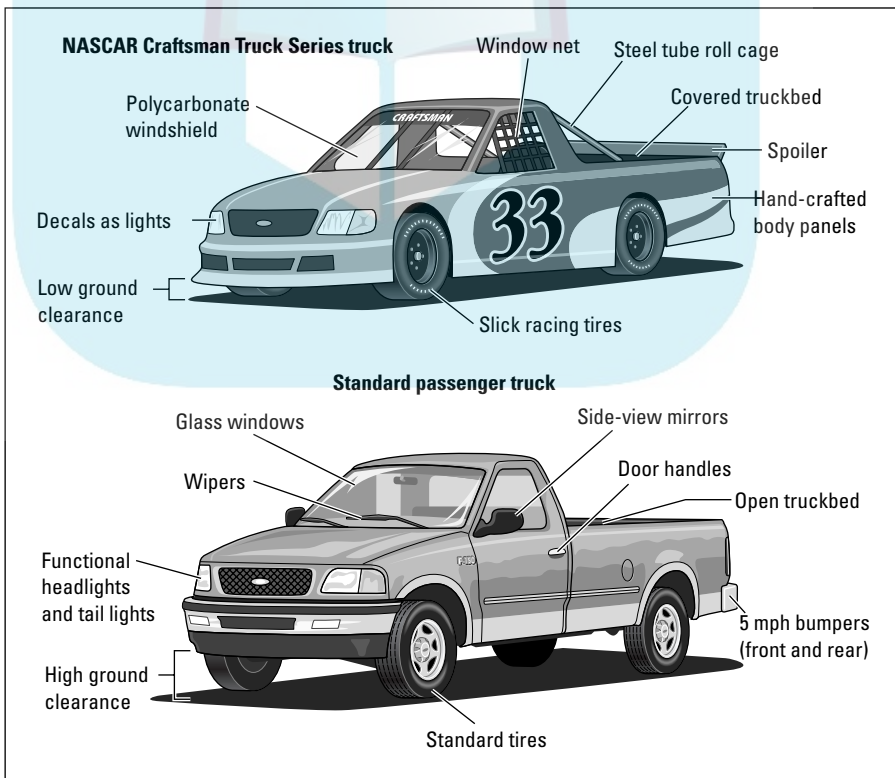 NASCAR Craftsman Truck Series truck
Window net
Steel tube roll cage
Polycarbonate
windshield
Covered truckbed
CRAFTSMAN
Spoiler
Decals as lights
33
Hand-crafted
body panels
Low ground
clearance
Slick racing tires
Standard passenger truck
Glass windows
Side-view mirrors
Wipers
Door handles
Open truckbed
Functional
headlights
and tail lights
5 mph bumpers
(front and rear)
High ground
clearance
Standard tires